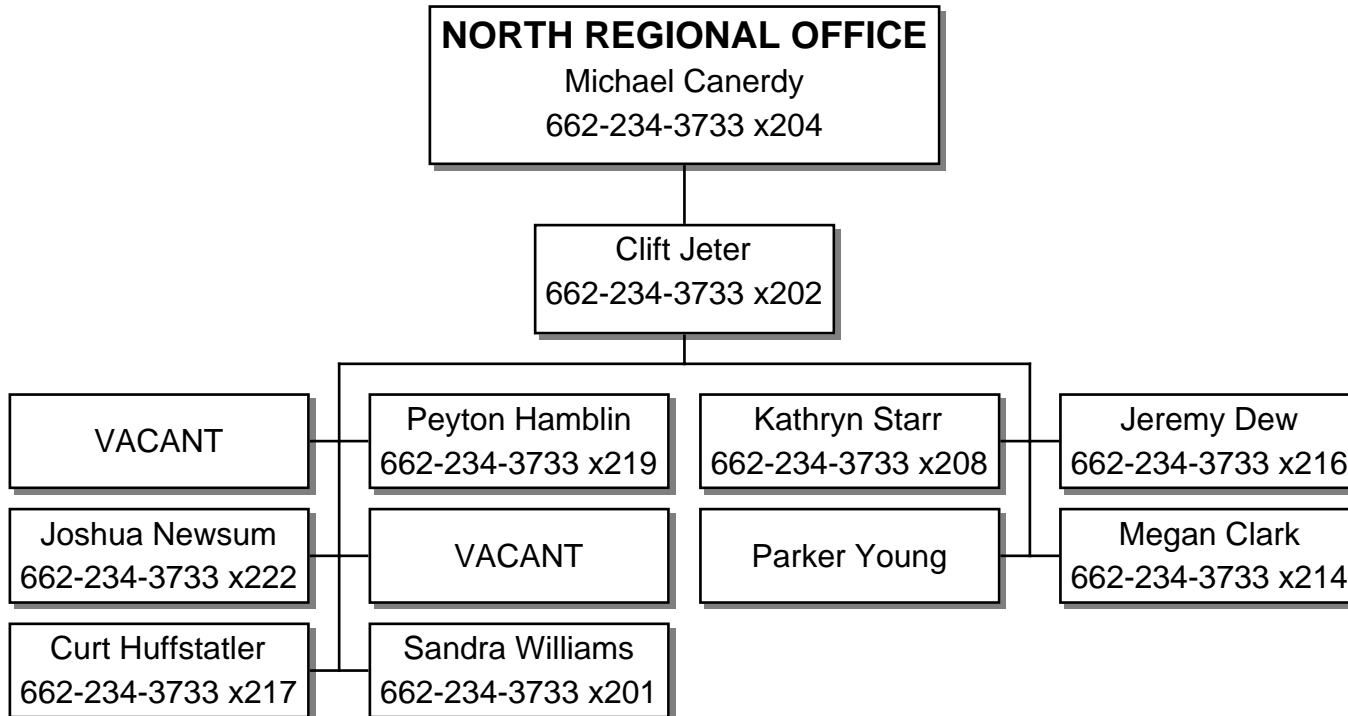 NORTH REGIONAL OFFICE
Michael Canerdy
662-234-3733 x204
Clift Jeter
662-234-3733 x202
VACANT
Peyton Hamblin
662-234-3733 x219
Kathryn Starr
662-234-3733 x208
Jeremy Dew
662-234-3733 x216
Joshua Newsum
662-234-3733 x222
VACANT
Parker Young
Megan Clark
662-234-3733 x214
Curt Huffstatler
662-234-3733 x217
Sandra Williams
662-234-3733 x201